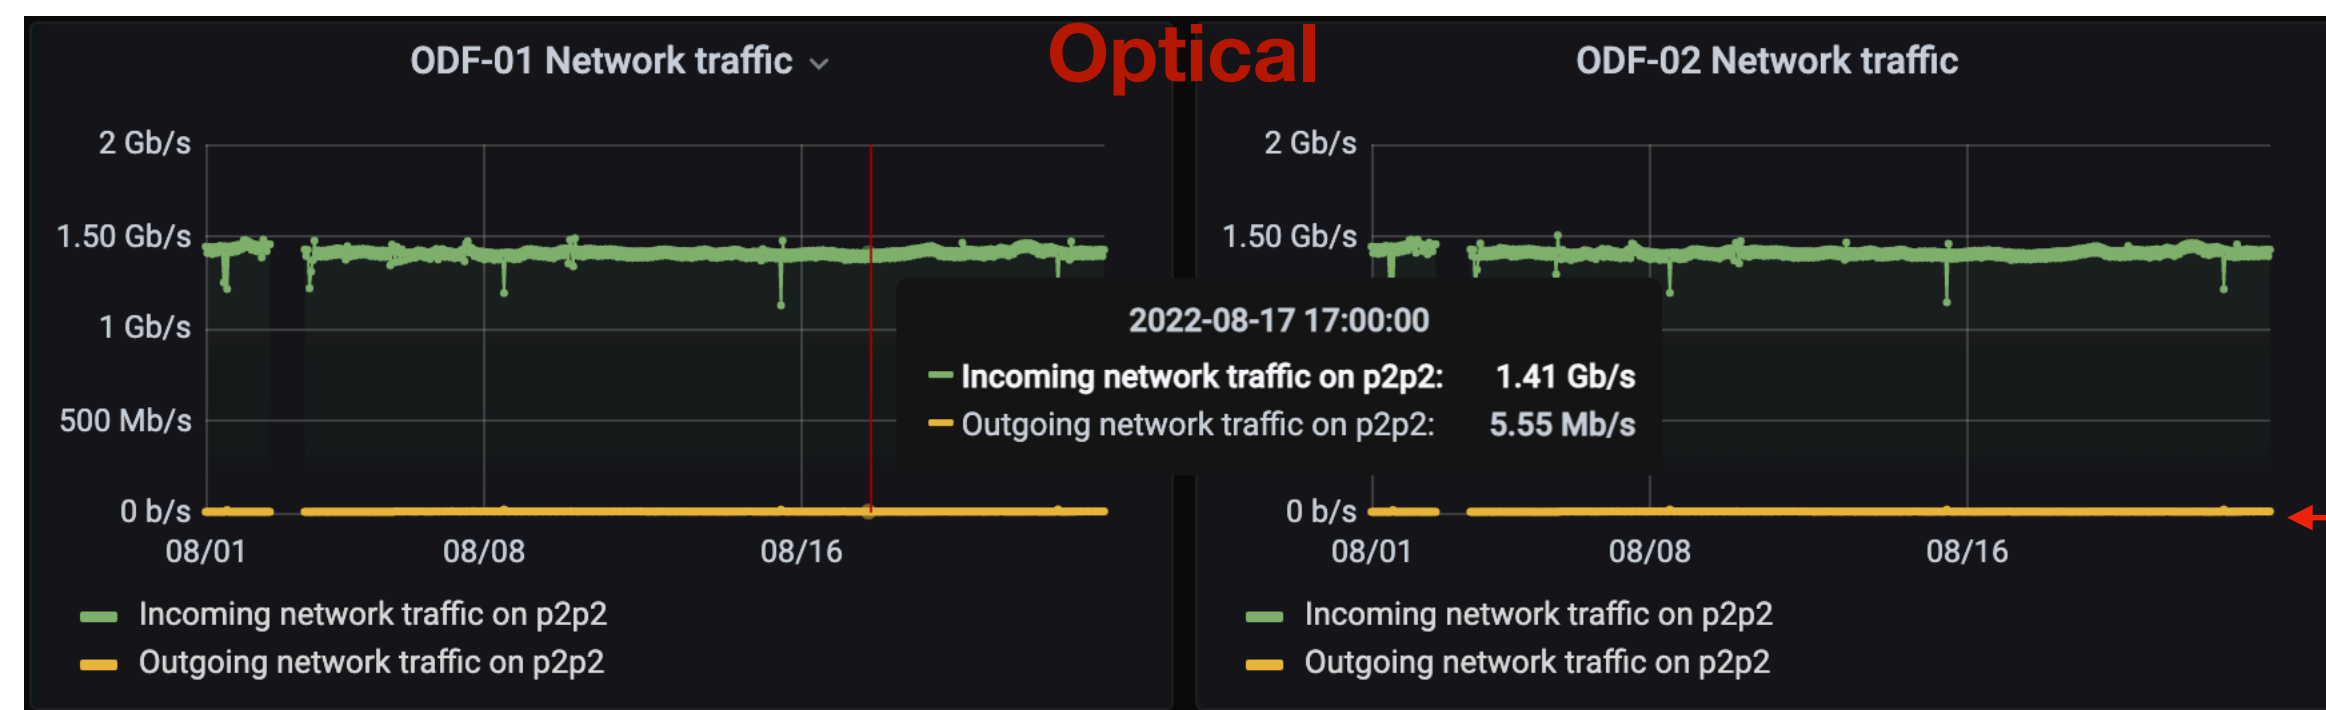 Optical
ODF-01 Network traffic
2 Gb/s
1.50 Gb/s
1 Gb/s
500 Mb/s
0 b/s
08/01
08/08
08/16
Incoming network traffic on p2p2
Outgoing network traffic on p2p2
2022-08-17 17:00:00
Incoming network traffic on p2p2: 1.41 Gb/s
Outgoing network traffic on p2p2: 5.55 Mb/s
ODF-02 Network traffic
2 Gb/s
1.50 Gb/s
1 Gb/s
500 Mb/s
0 b/s
08/01
08/08
08/16
Incoming network traffic on p2p2
Outgoing network traffic on p2p2